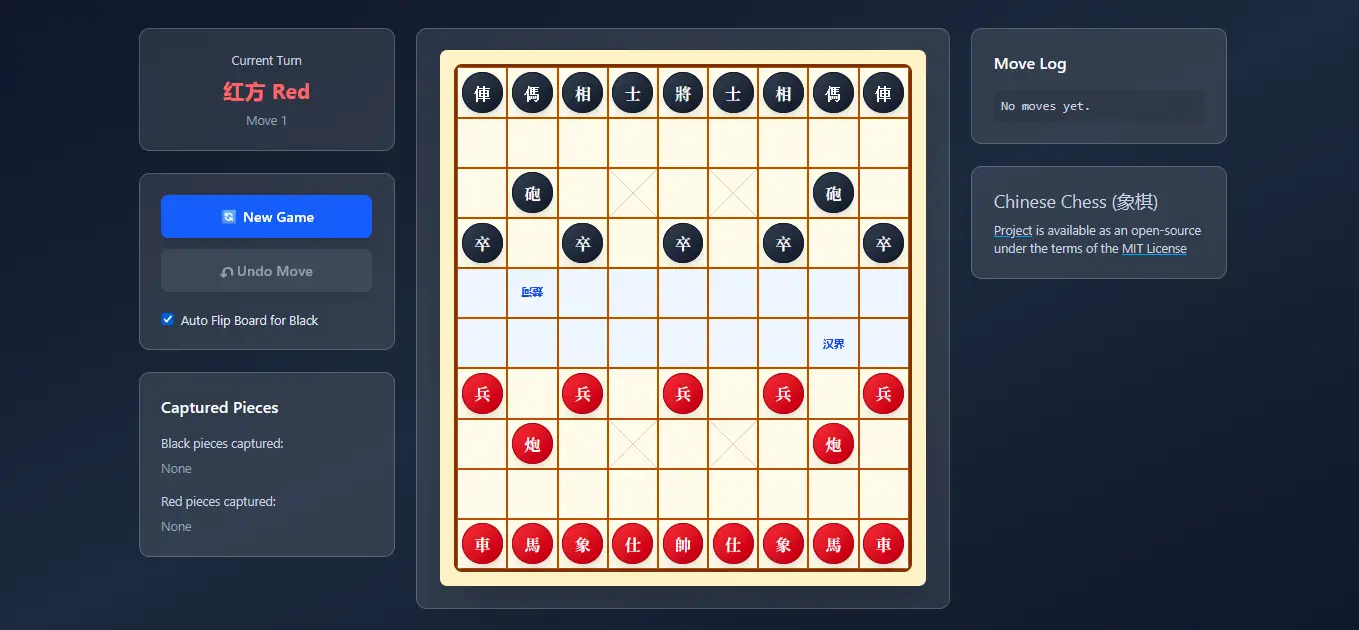 Current Turn
红方 Red
Move 1
New Game
Undo Move
Auto Flip Board for Black
Captured Pieces
Black pieces captured:
None
Red pieces captured:
None
俥 傌 相 士 將 士 相 傌 俥
砲 砲
卒 卒 卒 卒 卒
汉界
兵 兵 兵 兵 兵
炮 炮
車 馬 象 仕 帥 仕 象 馬 車
Move Log
No moves yet.
Chinese Chess (象棋)
Project is available as an open-source
under the terms of the MIT License